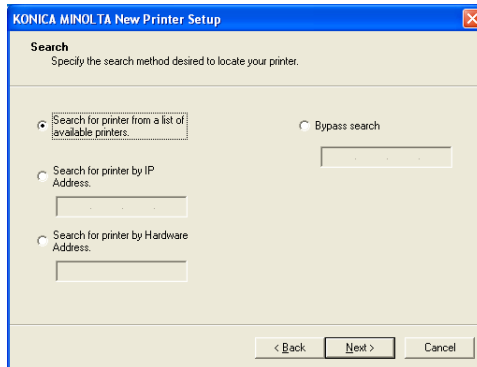 KONICA MINOLTA New Printer Setup
Search
Specify the search method desired to locate your printer.
Search for printer from a list of
available printers.
Bypass search
Search for printer by IP
Address.
Search for printer by Hardware
Address.
< Back
Next >
Cancel